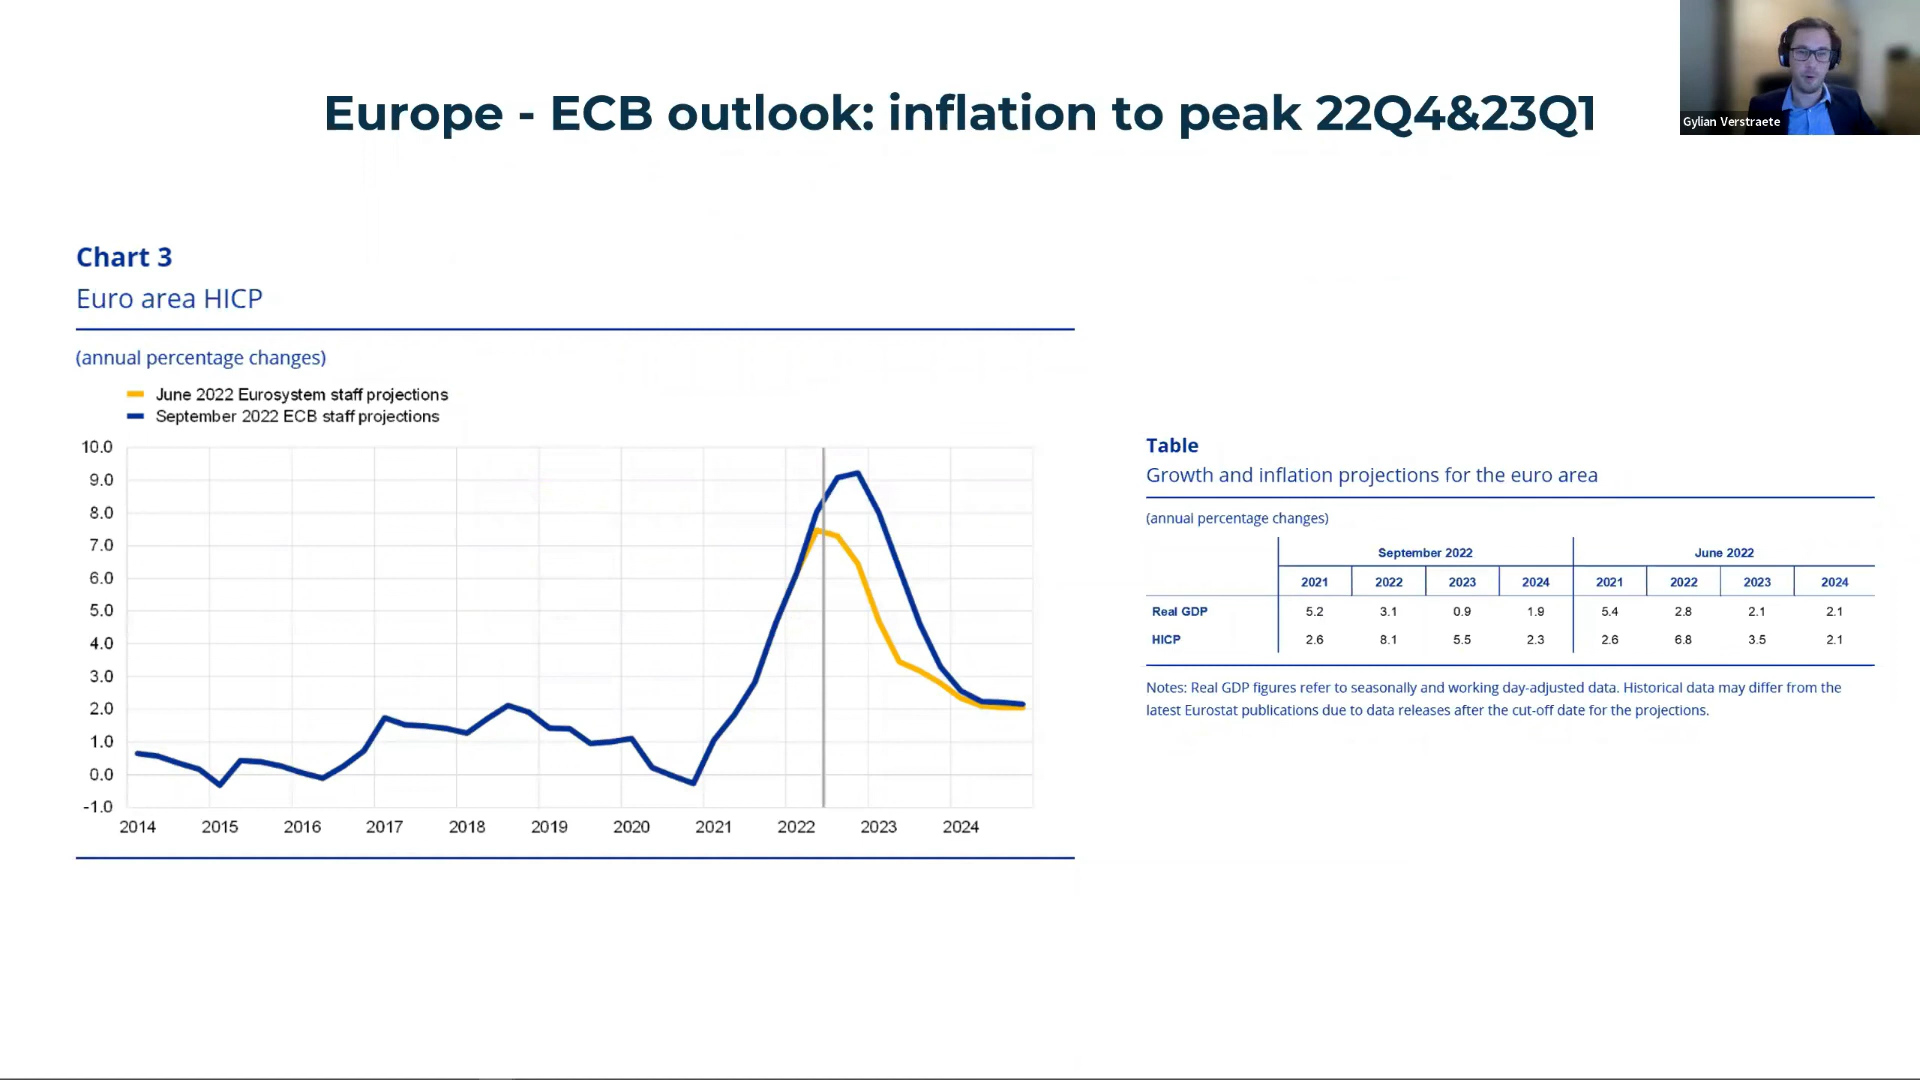 Europe - ECB outlook: inflation to peak 22Q4&23Q1
Gylian Verstraete
Chart 3
Euro area HICP
(annual percentage changes)
June 2022 Eurosystem staff projections
September 2022 ECB staff projections
10.0
9.0
8.0
7.0
6.0
5.0
4.0
3.0
2.0
1.0
0.0
-1.0
2014 2015 2016 2017 2018 2019 2020 2021 2022 2023 2024
Table
Growth and inflation projections for the euro area
(annual percentage changes)
September 2022 June 2022
2021 2022 2023 2024 2021 2022 2023 2024
Real GDP 5.2 3.1 0.9 1.9 5.4 2.8 2.1 2.1
HICP 2.6 8.1 5.5 2.3 2.6 6.8 3.5 2.1
Notes: Real GDP figures refer to seasonally and working day-adjusted data. Historical data may differ from the
latest Eurostat publications due to data releases after the cut-off date for the projections.